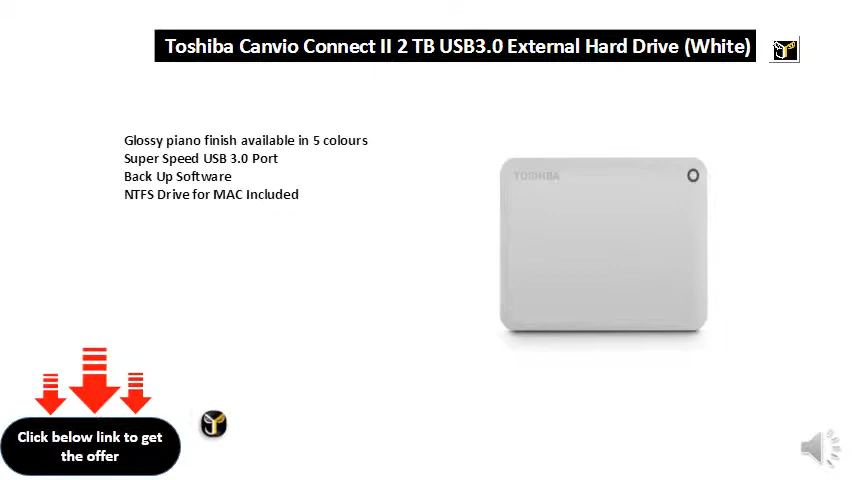 Toshiba Canvio Connect II 2 TB USB3.0 External Hard Drive (White)
Glossy piano finish available in 5 colours
Super Speed USB 3.0 Port
Back Up Software
NTFS Drive for MAC Included
TOSHIBA
Click below link to get
the offer